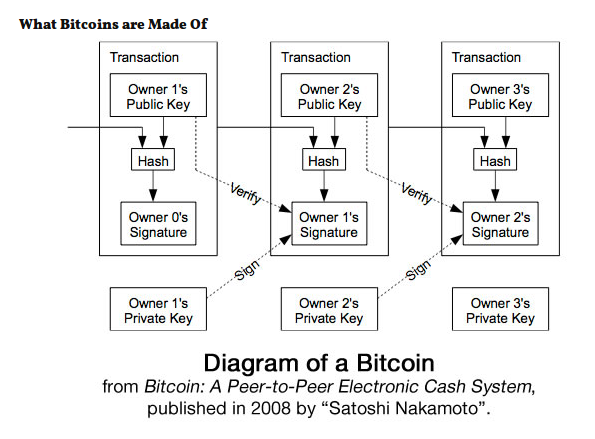 What Bitcoins are Made Of
Transaction
Transaction
Transaction
Owner 1's
Public Key
Owner 2's
Public Key
Owner 3's
Public Key
Hash
Hash
Hash
Verify
Verify
Owner 0's
Signature
Owner 1's
Signature
Owner 2's
Signature
Sign
Sign
Owner 1's
Private Key
Owner 2's
Private Key
Owner 3's
Private Key
Diagram of a Bitcoin
from Bitcoin: A Peer-to-Peer Electronic Cash System,
published in 2008 by “Satoshi Nakamoto”.